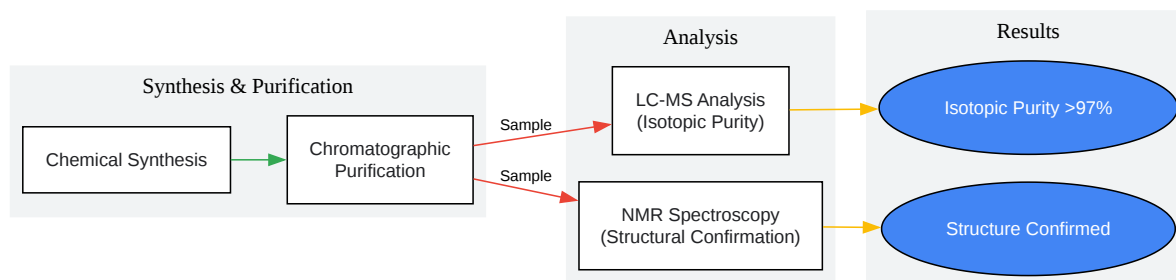 Synthesis & Purification
Chemical Synthesis
Chromatographic
Purification
Sample
Sample
Analysis
LC-MS Analysis
(Isotopic Purity)
NMR Spectroscopy
(Structural Confirmation)
Results
Isotopic Purity >97%
Structure Confirmed